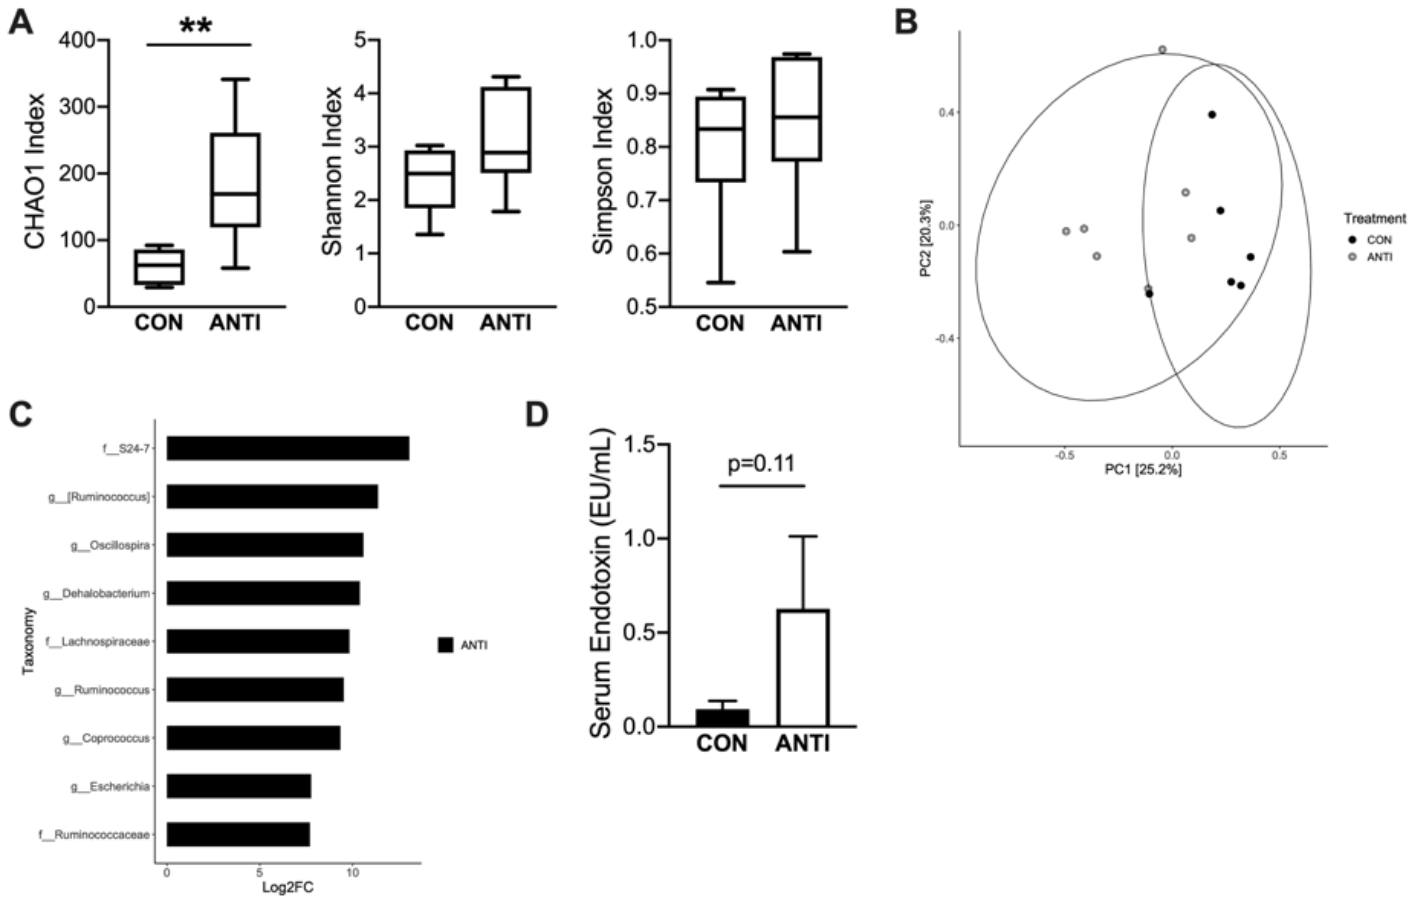 A
**
400
300
200
100
0
CHAO1 Index
CON ANTI
5
4
3
2
1
0
Shannon Index
CON ANTI
1.0
0.9
0.8
0.7
0.6
0.5
Simpson Index
CON ANTI
B
0.4
0.0
-0.4
PC2 [20.3%]
-0.5 0.0 0.5
PC1 [25.2%]
Treatment
CON
ANTI
C
Taxonomy
f__S24-7
g__[Ruminococcus]
g__Oscillospira
g__Dehalobacterium
f__Lachnospiraceae
g__Ruminococcus
g__Coprococcus
g__Escherichia
f__Ruminococcaceae
0 5 10
Log2FC
ANTI
D
p=0.11
1.5
1.0
0.5
0.0
Serum Endotoxin (EU/mL)
CON ANTI